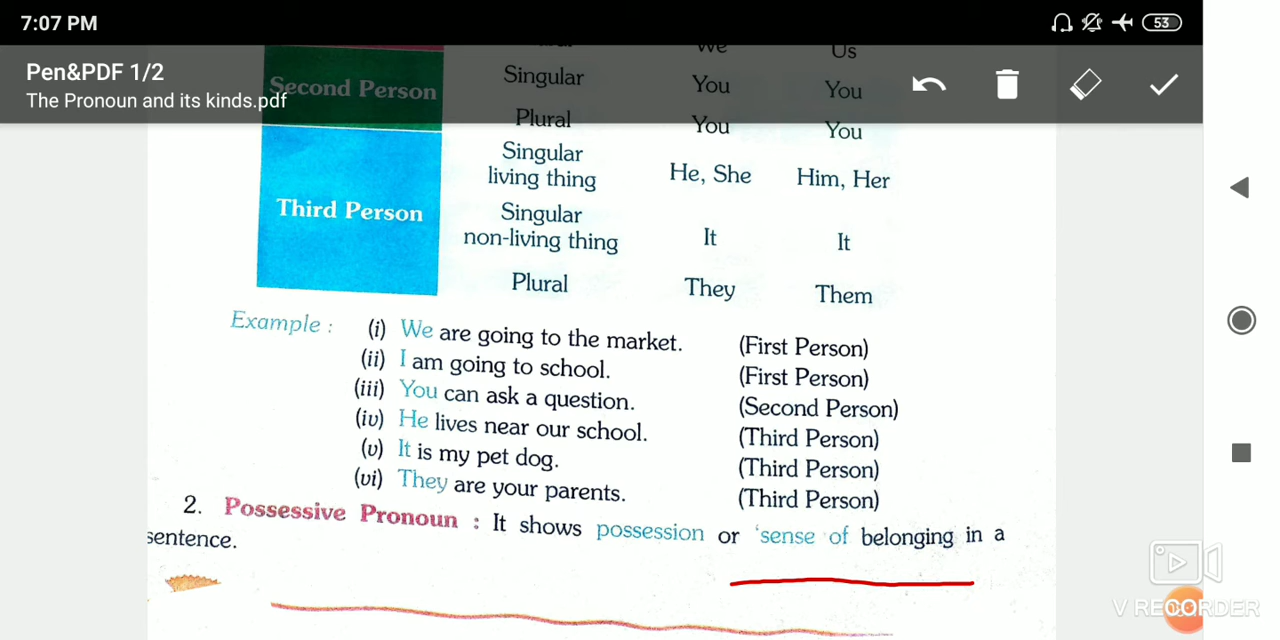 7:07 PM
53
Pen&PDF 1/2
The Pronoun and its kinds.pdf
We Us
Second Person Singular You You
Plural You You
Singular
living thing He, She Him, Her
Third Person Singular
non-living thing It It
Plural They Them
Example : (i) We are going to the market. (First Person)
(ii) I am going to school. (First Person)
(iii) You can ask a question. (Second Person)
(iv) He lives near our school. (Third Person)
(v) It is my pet dog. (Third Person)
(vi) They are your parents. (Third Person)
2. Possessive Pronoun : It shows possession or 'sense of belonging in a
sentence.
V RECORDER